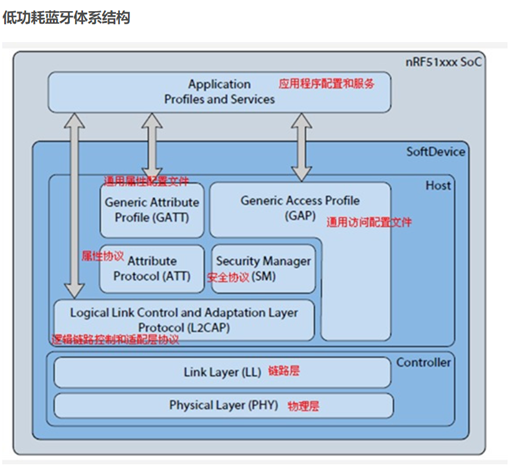 低功耗蓝牙体系结构
nRF51xxx SoC
Application
Profiles and Services
应用程序配置和服务
SoftDevice
Host
通用属性配置文件
Generic Attribute
Profile (GATT)
Generic Access Profile
(GAP)
通用访问配置文件
属性协议
Attribute
Protocol (ATT)
Security Manager
(SM)
安全协议
Logical Link Control and Adaptation Layer
Protocol (L2CAP)
逻辑链路控制和适配层协议
Controller
Link Layer (LL)
链路层
Physical Layer (PHY)
物理层